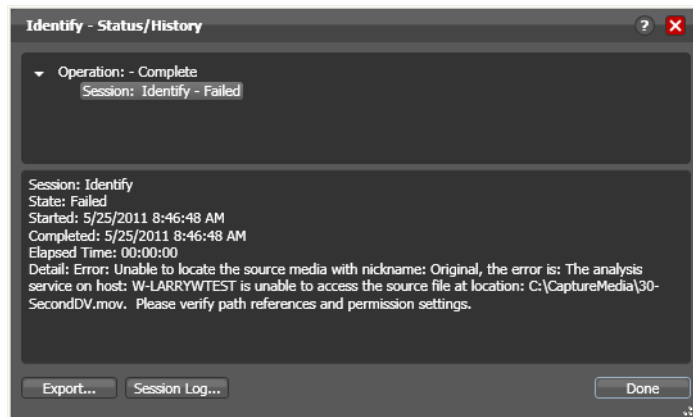 Identify - Status/History
?
Operation: - Complete
Session: Identify - Failed
Session: Identify
State: Failed
Started: 5/25/2011 8:46:48 AM
Completed: 5/25/2011 8:46:48 AM
Elapsed Time: 00:00:00
Detail: Error: Unable to locate the source media with nickname: Original, the error is: The analysis
service on host: W-LARRYWTEST is unable to access the source file at location: C:\CaptureMedia\30-
SecondDV.mov.  Please verify path references and permission settings.
Export...
Session Log...
Done